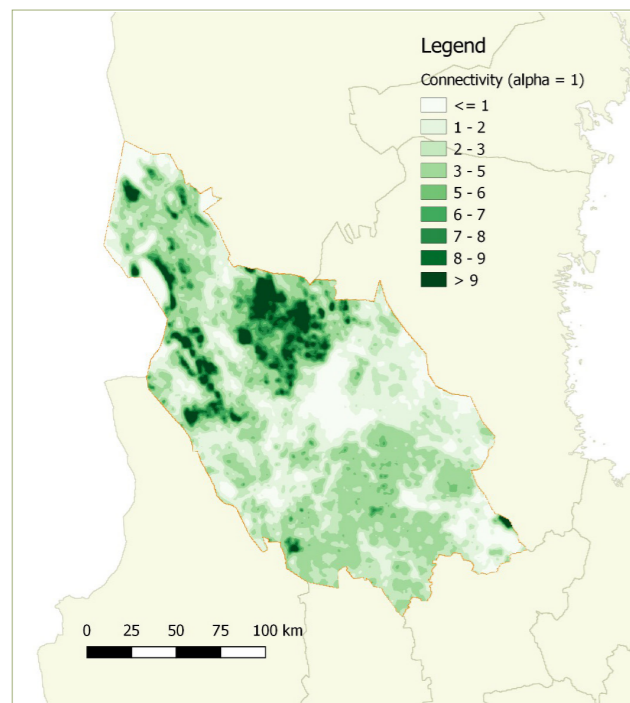 Legend
Connectivity (alpha = 1)
<= 1
1 - 2
2 - 3
3 - 5
5 - 6
6 - 7
7 - 8
8 - 9
> 9
0 25 50 75 100 km